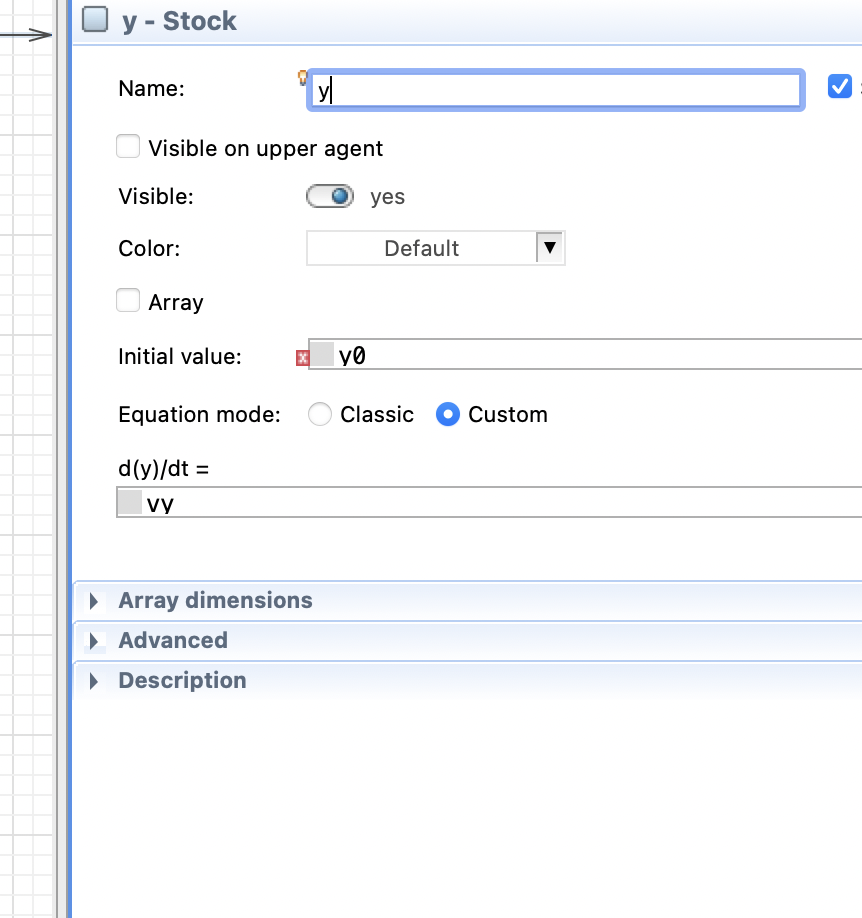 y - Stock
Name: y
Visible on upper agent
Visible: yes
Color: Default
Array
Initial value: y0
Equation mode: Classic Custom
d(y)/dt =
vy
Array dimensions
Advanced
Description